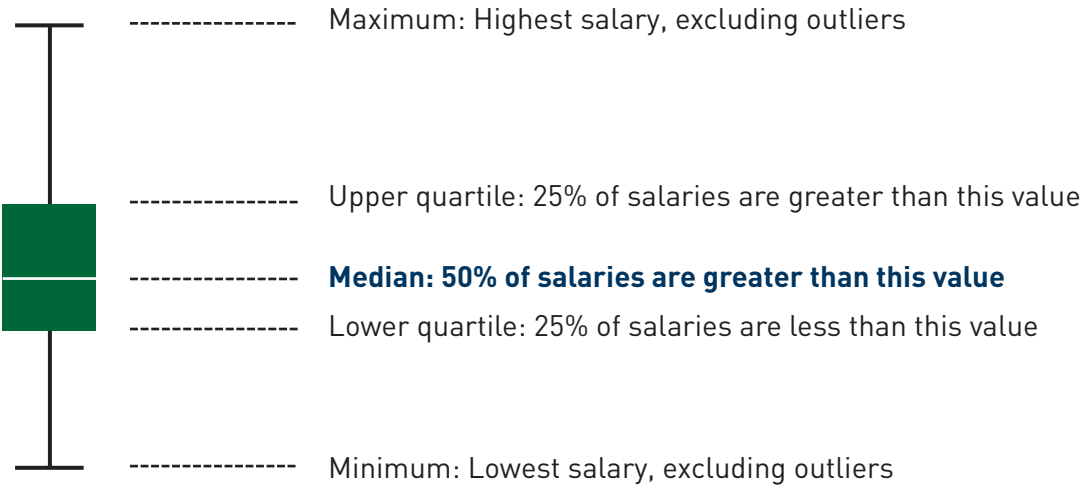 Maximum: Highest salary, excluding outliers
Upper quartile: 25% of salaries are greater than this value
Median: 50% of salaries are greater than this value
Lower quartile: 25% of salaries are less than this value
Minimum: Lowest salary, excluding outliers